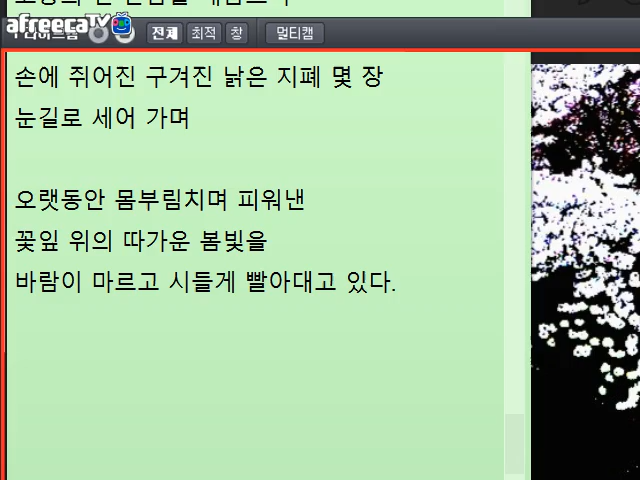 afreecaTV
전체 최적 창 멀티캠
손에 쥐어진 구겨진 낡은 지폐 몇 장
눈길로 세어 가며
오랫동안 몸부림치며 피워낸
꽃잎 위의 따가운 봄빛을
바람이 마르고 시들게 빨아대고 있다.